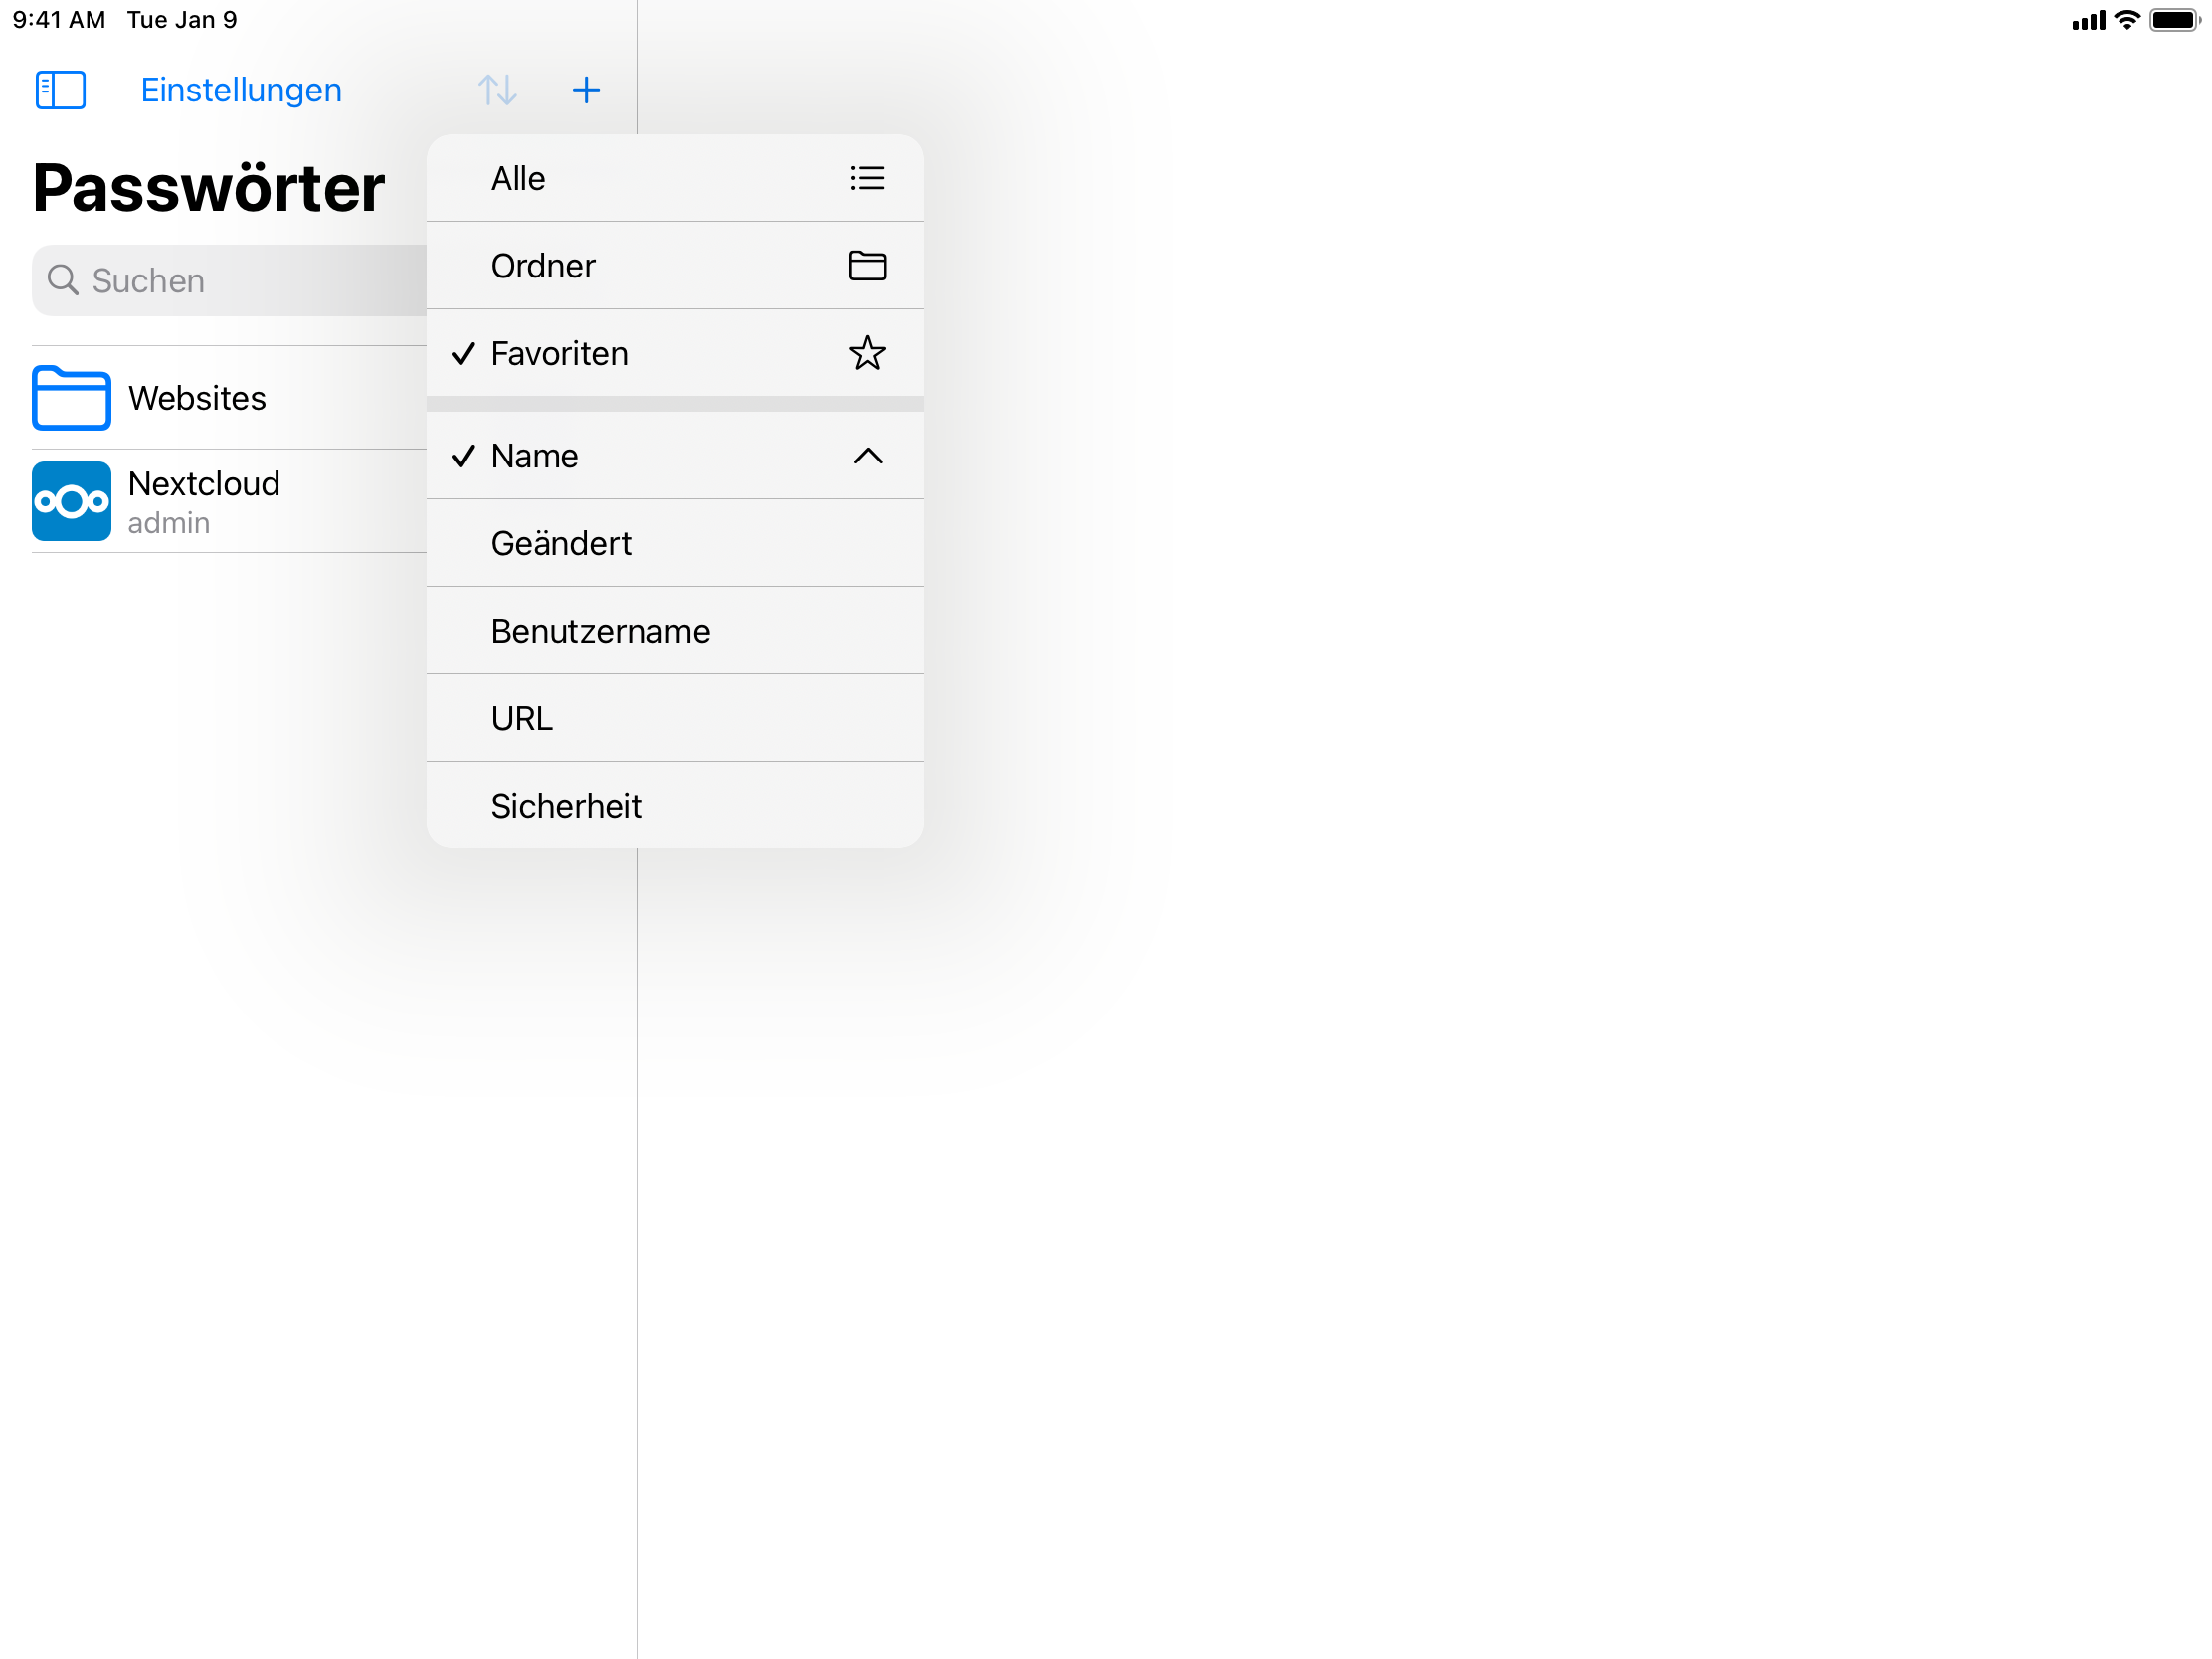 9:41 AM Tue Jan 9
Einstellungen
Passwörter
Suchen
Websites
Nextcloud
admin
Alle
Ordner
Favoriten
Name
Geändert
Benutzername
URL
Sicherheit